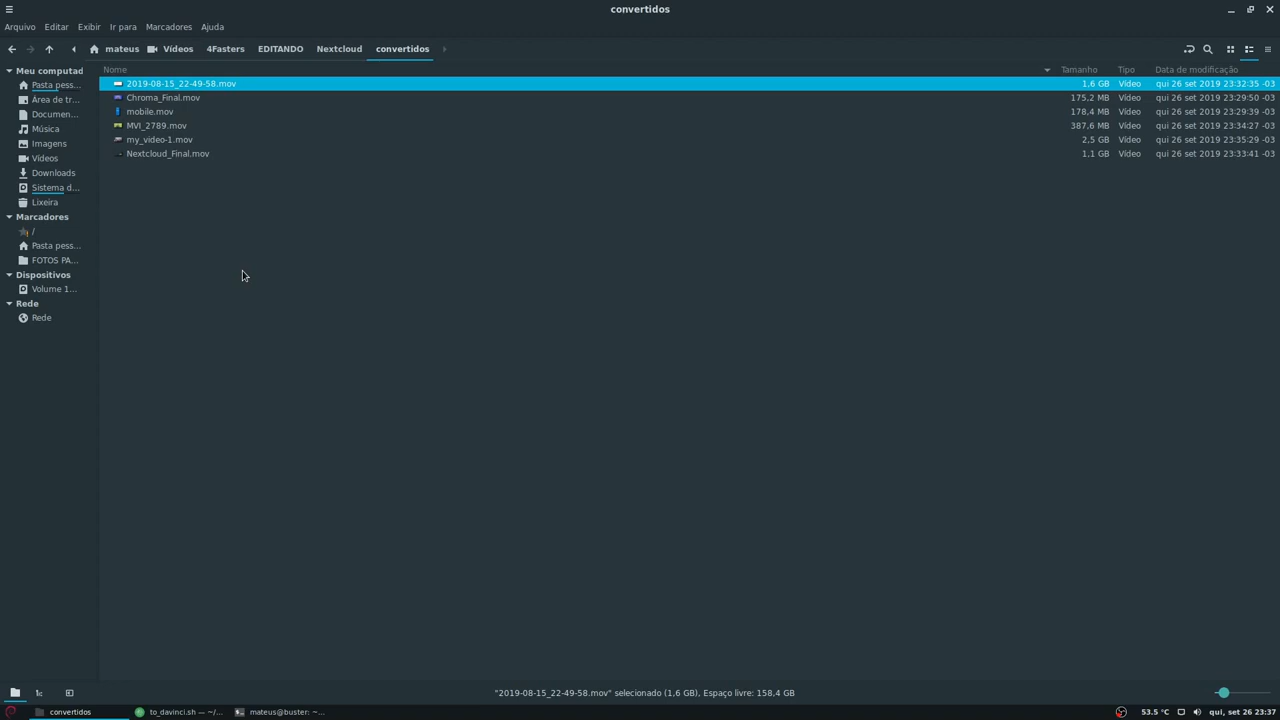 convertidos
Arquivo Editar Exibir Ir para Marcadores Ajuda
mateus Vídeos 4Fasters EDITANDO Nextcloud convertidos
Meu computad
Pasta pess...
Área de tr...
Documen...
Música
Imagens
Vídeos
Downloads
Sistema d...
Lixeira
Marcadores
/
Pasta pess...
FOTOS PA...
Dispositivos
Volume 1...
Rede
Rede
Nome Tamanho Tipo Data de modificação
2019-08-15_22-49-58.mov 1,6 GB Vídeo qui 26 set 2019 23:32:35 -03
Chroma_Final.mov 175,2 MB Vídeo qui 26 set 2019 23:29:50 -03
mobile.mov 178,4 MB Vídeo qui 26 set 2019 23:29:39 -03
MVI_2789.mov 387,6 MB Vídeo qui 26 set 2019 23:34:27 -03
my_video-1.mov 2,5 GB Vídeo qui 26 set 2019 23:35:29 -03
Nextcloud_Final.mov 1,1 GB Vídeo qui 26 set 2019 23:33:41 -03
"2019-08-15_22-49-58.mov" selecionado (1,6 GB), Espaço livre: 158,4 GB
convertidos to_davinci.sh — ~/... mateus@buster: ~... 53.5 °C qui, set 26 23:37